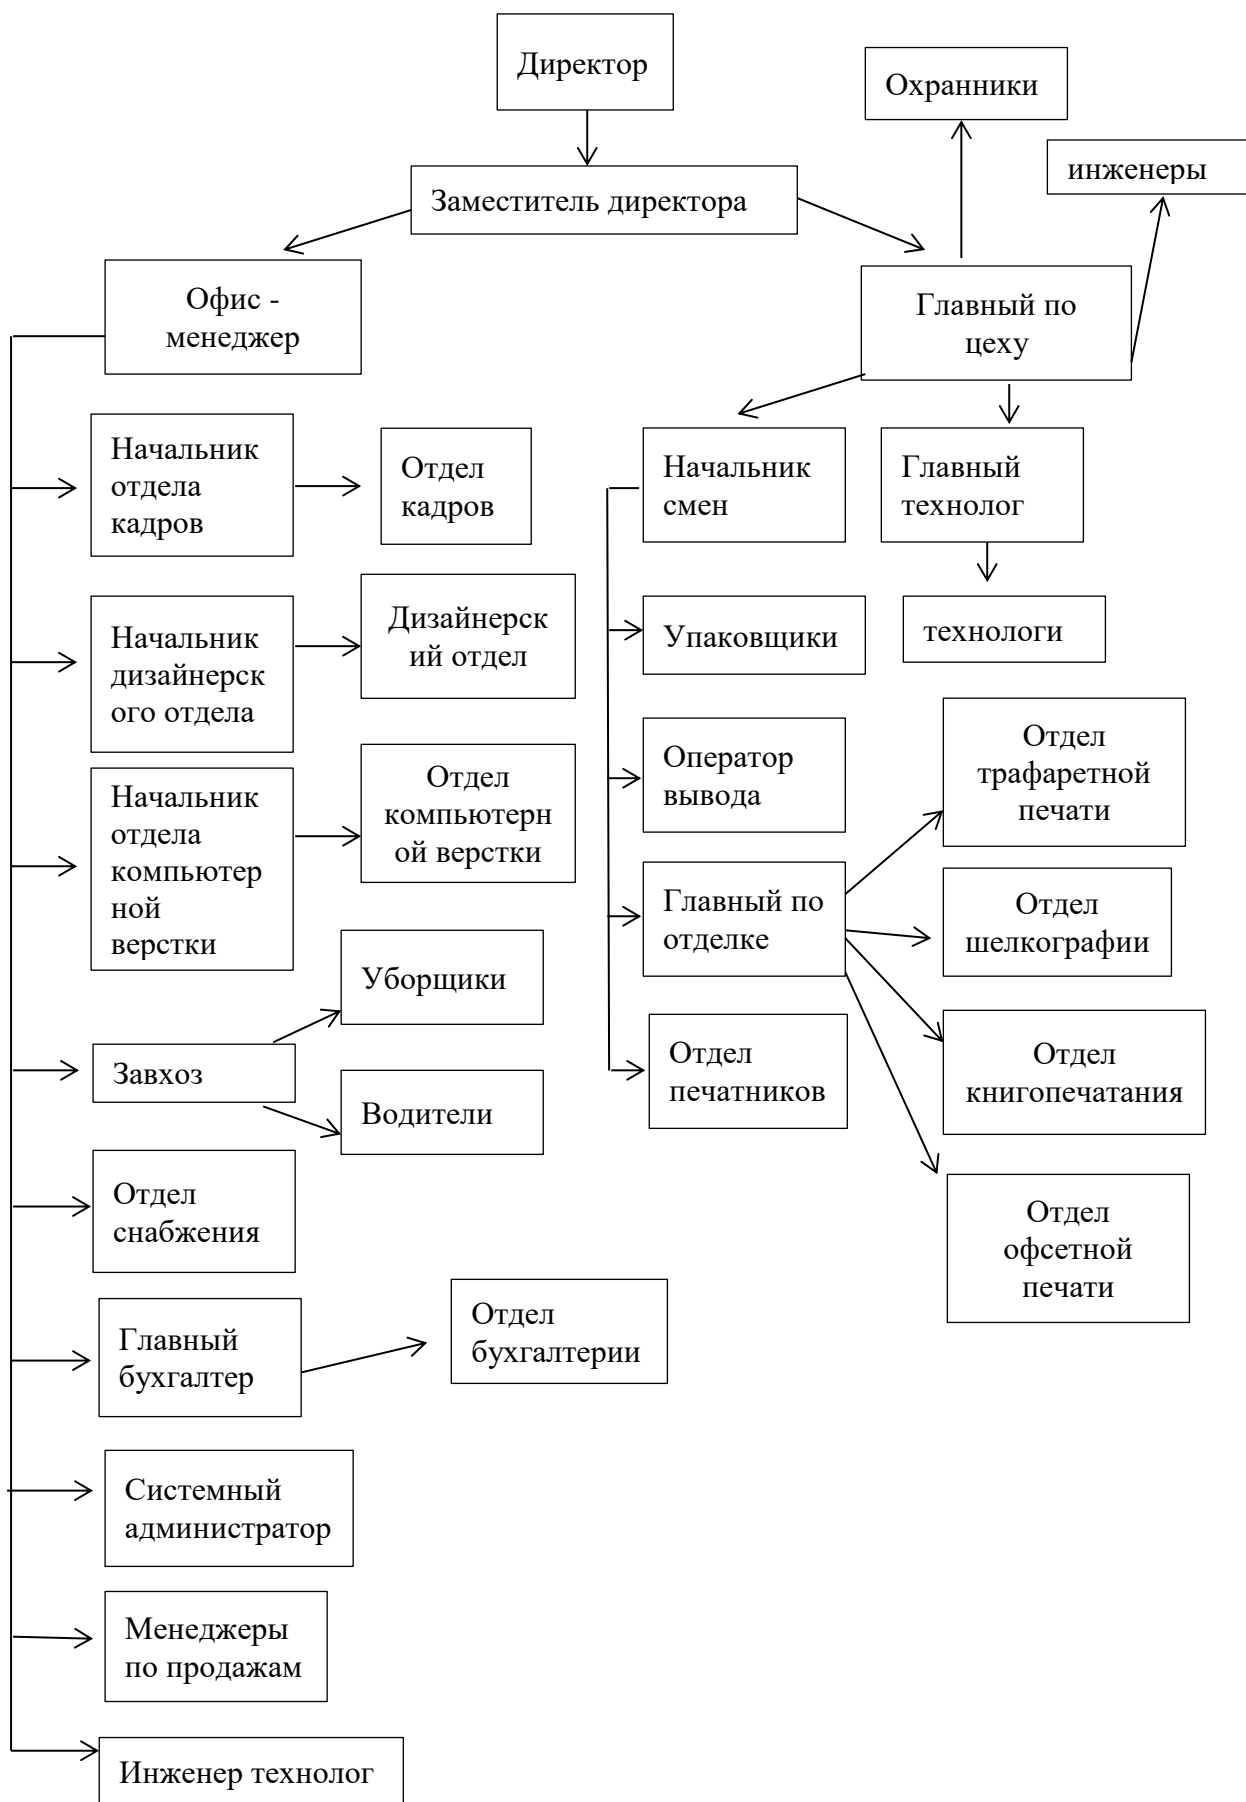 Директор
Охранники
инженеры
Заместитель директора
Офис -
менеджер
Главный по
цеху
Начальник
отдела
кадров
Отдел
кадров
Начальник
смен
Главный
технолог
Начальник
дизайнерск
ого отдела
Дизайнерск
ий отдел
Упаковщики
технологи
Начальник
отдела
компьютер
ной
верстки
Отдел
компьютерн
ой верстки
Оператор
вывода
Отдел
трафаретной
печати
Главный по
отделке
Отдел
шелкографии
Уборщики
Завхоз
Водители
Отдел
печатников
Отдел
книгопечатания
Отдел
снабжения
Отдел
офсетной
печати
Главный
бухгалтер
Отдел
бухгалтерии
Системный
администратор
Менеджеры
по продажам
Инженер технолог